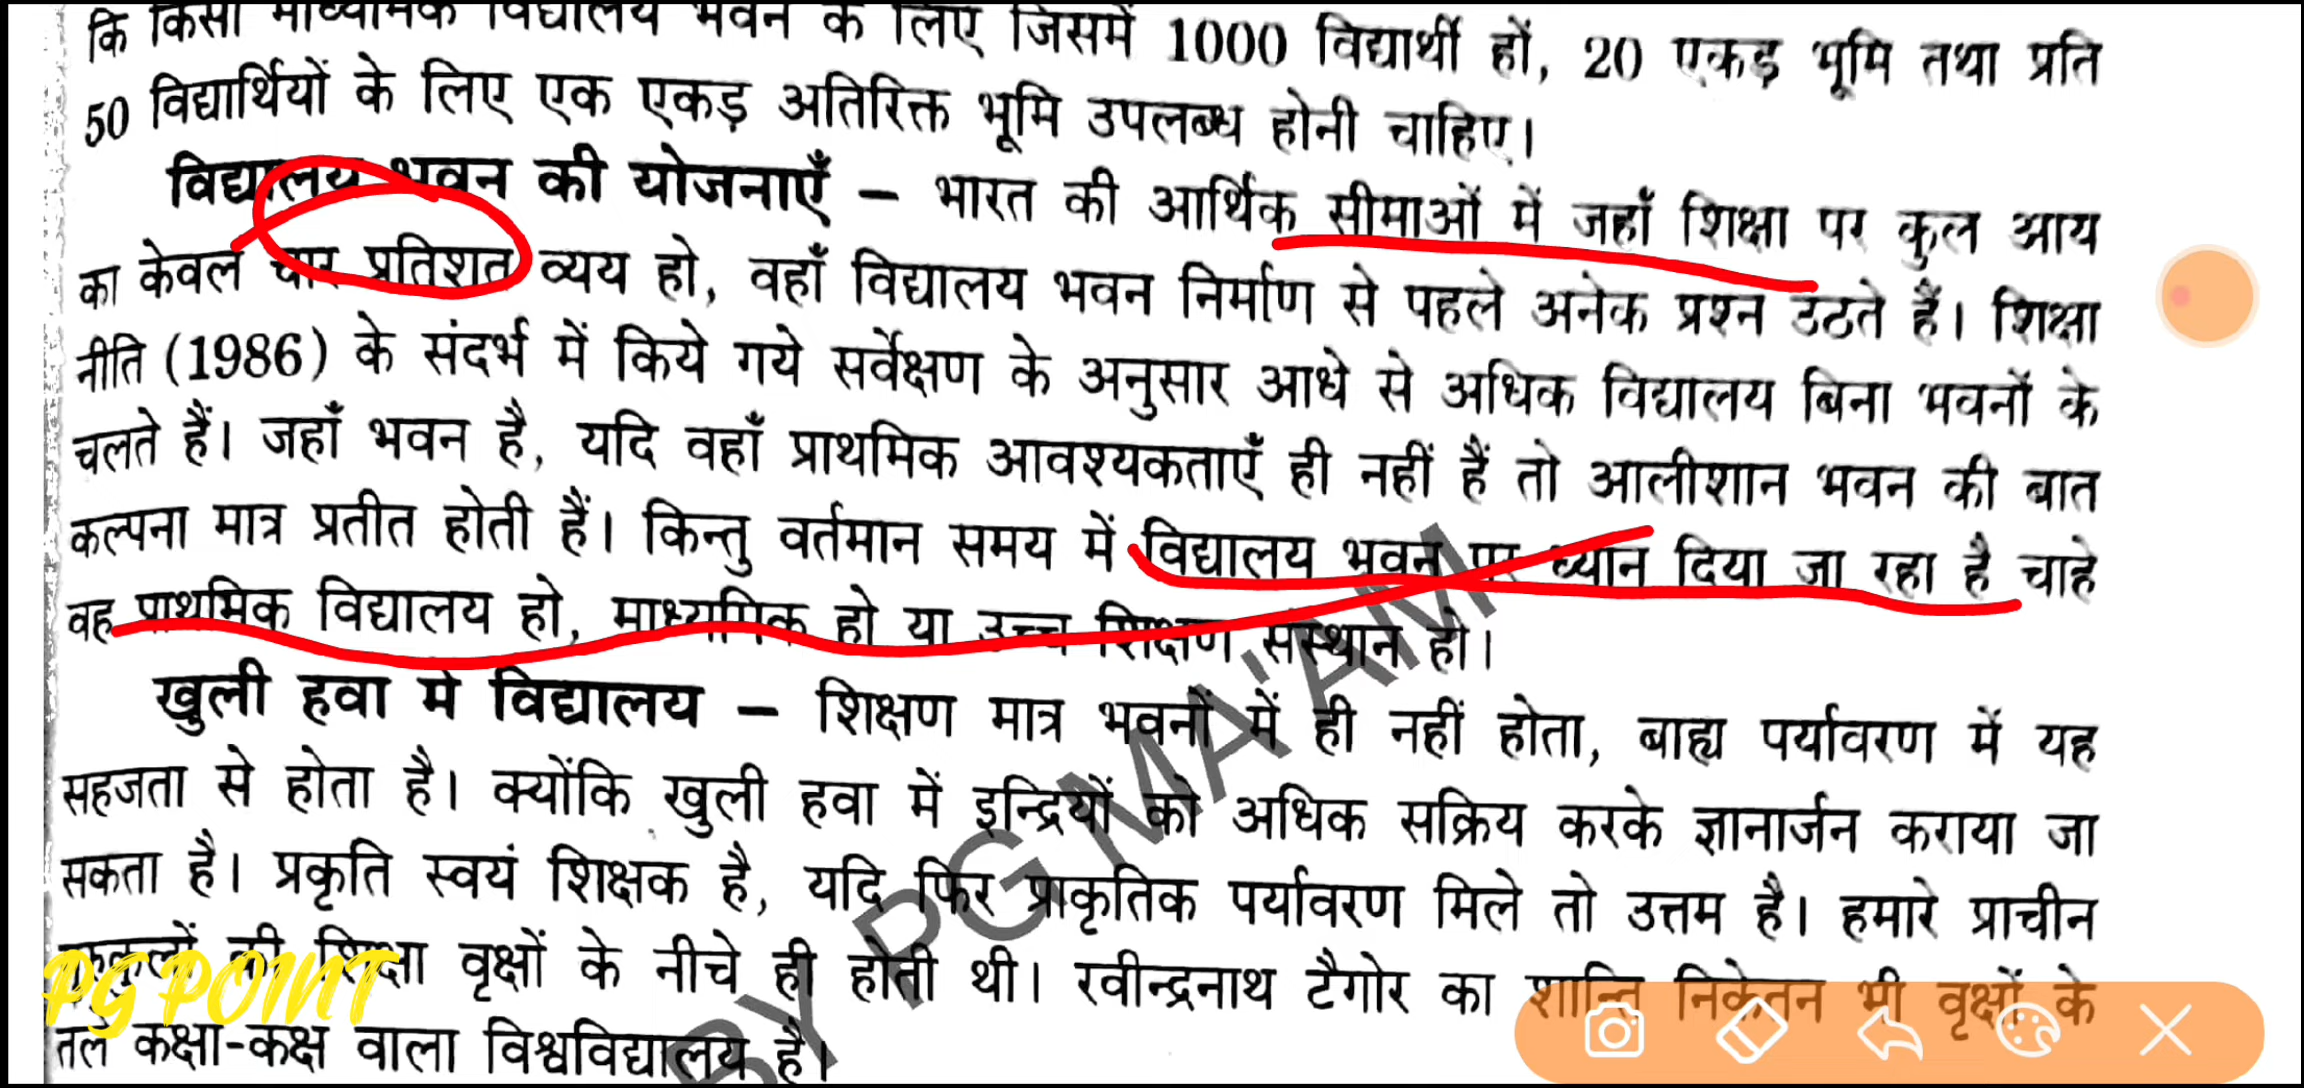 कि किसी माध्यमिक विद्यालय भवन के लिए जिसमें 1000 विद्यार्थी हों, 20 एकड़ भूमि तथा प्रति
50 विद्यार्थियों के लिए एक एकड़ अतिरिक्त भूमि उपलब्ध होनी चाहिए।
विद्यालय भवन की योजनाएँ – भारत की आर्थिक सीमाओं में जहाँ शिक्षा पर कुल आय
का केवल चार प्रतिशत व्यय हो, वहाँ विद्यालय भवन निर्माण से पहले अनेक प्रश्न उठते हैं। शिक्षा
नीति (1986) के संदर्भ में किये गये सर्वेक्षण के अनुसार आधे से अधिक विद्यालय बिना भवनों के
चलते हैं। जहाँ भवन है, यदि वहाँ प्राथमिक आवश्यकताएँ ही नहीं हैं तो आलीशान भवन की बात
कल्पना मात्र प्रतीत होती हैं। किन्तु वर्तमान समय में विद्यालय भवन पर ध्यान दिया जा रहा है चाहे
वह प्राथमिक विद्यालय हो, माध्यमिक हो या उच्च शिक्षण संस्थान हो।
खुली हवा मे विद्यालय – शिक्षण मात्र भवनों में ही नहीं होता, बाह्य पर्यावरण में यह
सहजता से होता है। क्योंकि खुली हवा में इन्द्रियों को अधिक सक्रिय करके ज्ञानार्जन कराया जा
सकता है। प्रकृति स्वयं शिक्षक है, यदि फिर प्राकृतिक पर्यावरण मिले तो उत्तम है। हमारे प्राचीन
की शिक्षा वृक्षों के नीचे ही होती थी। रवीन्द्रनाथ टैगोर का शान्ति निकेतन भी वृक्षों के
तले कक्षा-कक्ष वाला विश्वविद्यालय है।
PG POINT
BY PG MA'AM